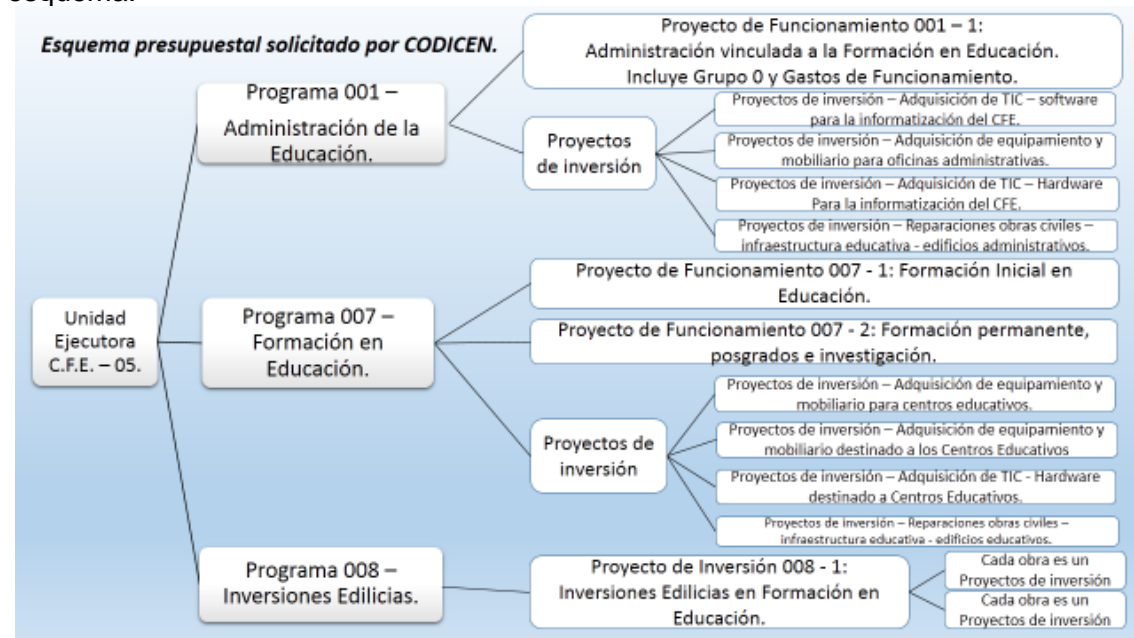 esquema.
Esquema presupuestal solicitado por CODICEN.
Unidad
Ejecutora
C.F.E. – 05.
Programa 001 –
Administración de la
Educación.
Proyecto de Funcionamiento 001 – 1:
Administración vinculada a la Formación en Educación.
Incluye Grupo 0 y Gastos de Funcionamiento.
Proyectos
de inversión
Proyectos de inversión – Adquisición de TIC – software
para la informatización del CFE.
Proyectos de inversión – Adquisición de equipamiento y
mobiliario para oficinas administrativas.
Proyectos de inversión – Adquisición de TIC – Hardware
Para la informatización del CFE.
Proyectos de inversión – Reparaciones obras civiles –
infraestructura educativa - edificios administrativos.
Programa 007 –
Formación en
Educación.
Proyecto de Funcionamiento 007 - 1: Formación Inicial en
Educación.
Proyecto de Funcionamiento 007 - 2: Formación permanente,
posgrados e investigación.
Proyectos de
inversión
Proyectos de inversión – Adquisición de equipamiento y
mobiliario para centros educativos.
Proyectos de inversión – Adquisición de equipamiento y
mobiliario destinado a los Centros Educativos
Proyectos de inversión – Adquisición de TIC - Hardware
destinado a Centros Educativos.
Proyectos de inversión – Reparaciones obras civiles –
infraestructura educativa - edificios educativos.
Programa 008 –
Inversiones Edilicias.
Proyecto de Inversión 008 - 1:
Inversiones Edilicias en Formación en
Educación.
Cada obra es un
Proyectos de inversión
Cada obra es un
Proyectos de inversión